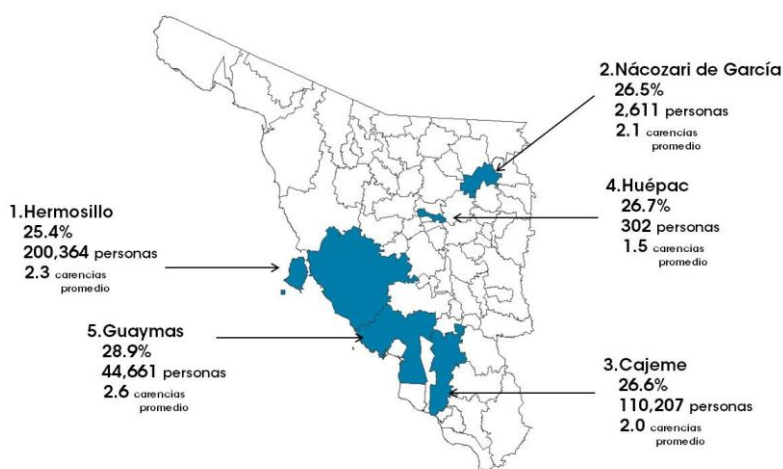 2.Nácozari de García
26.5%
2,611 personas
2.1 carencias
promedio
4.Huépac
26.7%
302 personas
1.5 carencias
promedio
1.Hermosillo
25.4%
200,364 personas
2.3 carencias
promedio
5.Guaymas
28.9%
44,661 personas
2.6 carencias
promedio
3.Cajeme
26.6%
110,207 personas
2.0 carencias
promedio